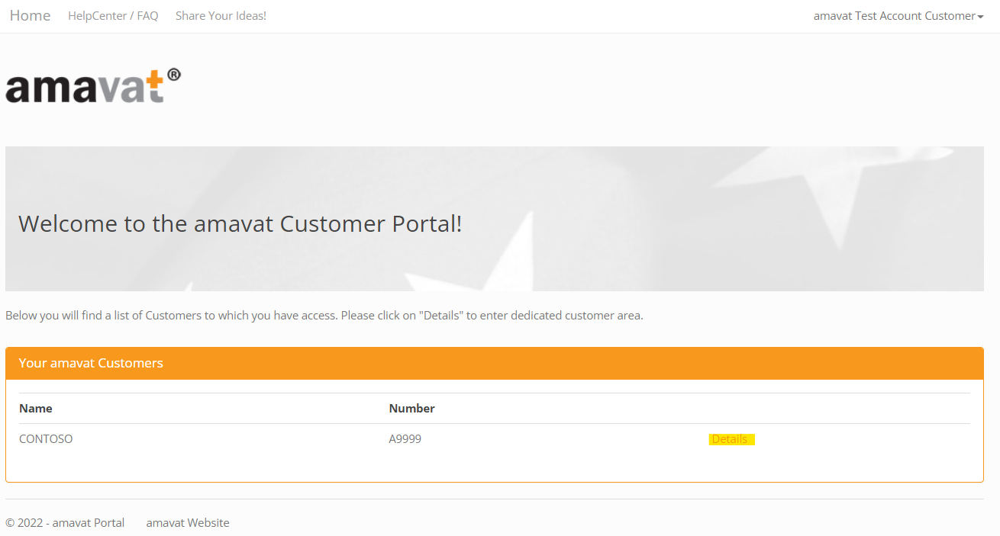 Home HelpCenter / FAQ Share Your Ideas! amavat Test Account Customer
amavat®
Welcome to the amavat Customer Portal!
Below you will find a list of Customers to which you have access. Please click on "Details" to enter dedicated customer area.
Your amavat Customers
Name Number
CONTOSO A9999 Details
© 2022 - amavat Portal amavat Website